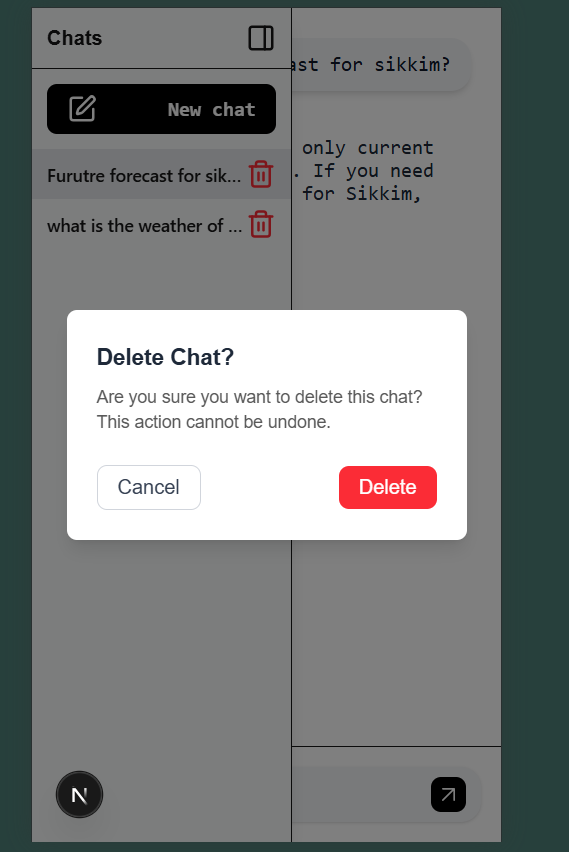 Chats
ast for sikkim?
New chat
only current
. If you need
for Sikkim,
Furutre forecast for sik...
what is the weather of ...
Delete Chat?
Are you sure you want to delete this chat?
This action cannot be undone.
Cancel
Delete
N